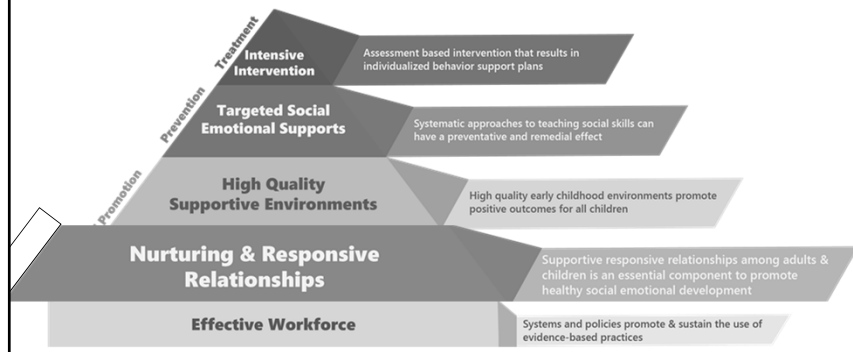 Treatment
Intensive
Intervention
Assessment based intervention that results in
individualized behavior support plans
Prevention
Targeted Social
Emotional Supports
Systematic approaches to teaching social skills can
have a preventative and remedial effect
Promotion
High Quality
Supportive Environments
High quality early childhood environments promote
positive outcomes for all children
Nurturing & Responsive
Relationships
Supportive responsive relationships among adults &
children is an essential component to promote
healthy social emotional development
Effective Workforce
Systems and policies promote & sustain the use of
evidence-based practices